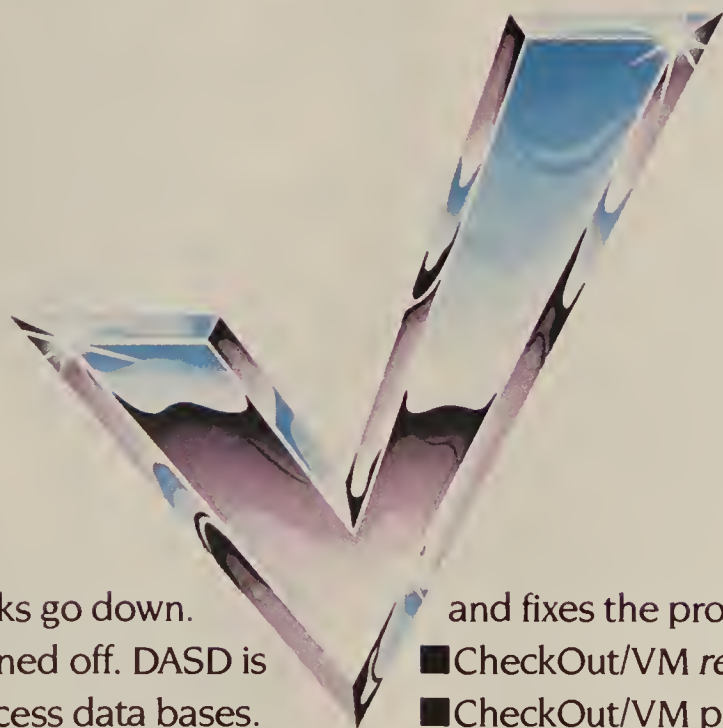 ks go down.
ned off. DASD is
cess data bases.
and fixes the pro
■CheckOut/VM re
■CheckOut/VM p